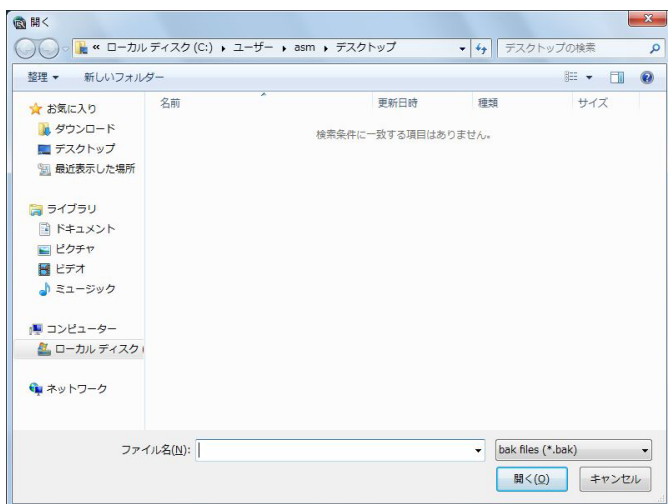 開く
« ローカル ディスク (C:) ▸ ユーザー ▸ asm ▸ デスクトップ
デスクトップの検索
整理 ▼ 新しいフォルダー
名前 更新日時 種類 サイズ
検索条件に一致する項目はありません。
お気に入り
ダウンロード
デスクトップ
最近表示した場所
ライブラリ
ドキュメント
ピクチャ
ビデオ
ミュージック
コンピューター
ローカル ディスク (
ネットワーク
ファイル名(N):
bak files (*.bak)
開く(O) キャンセル